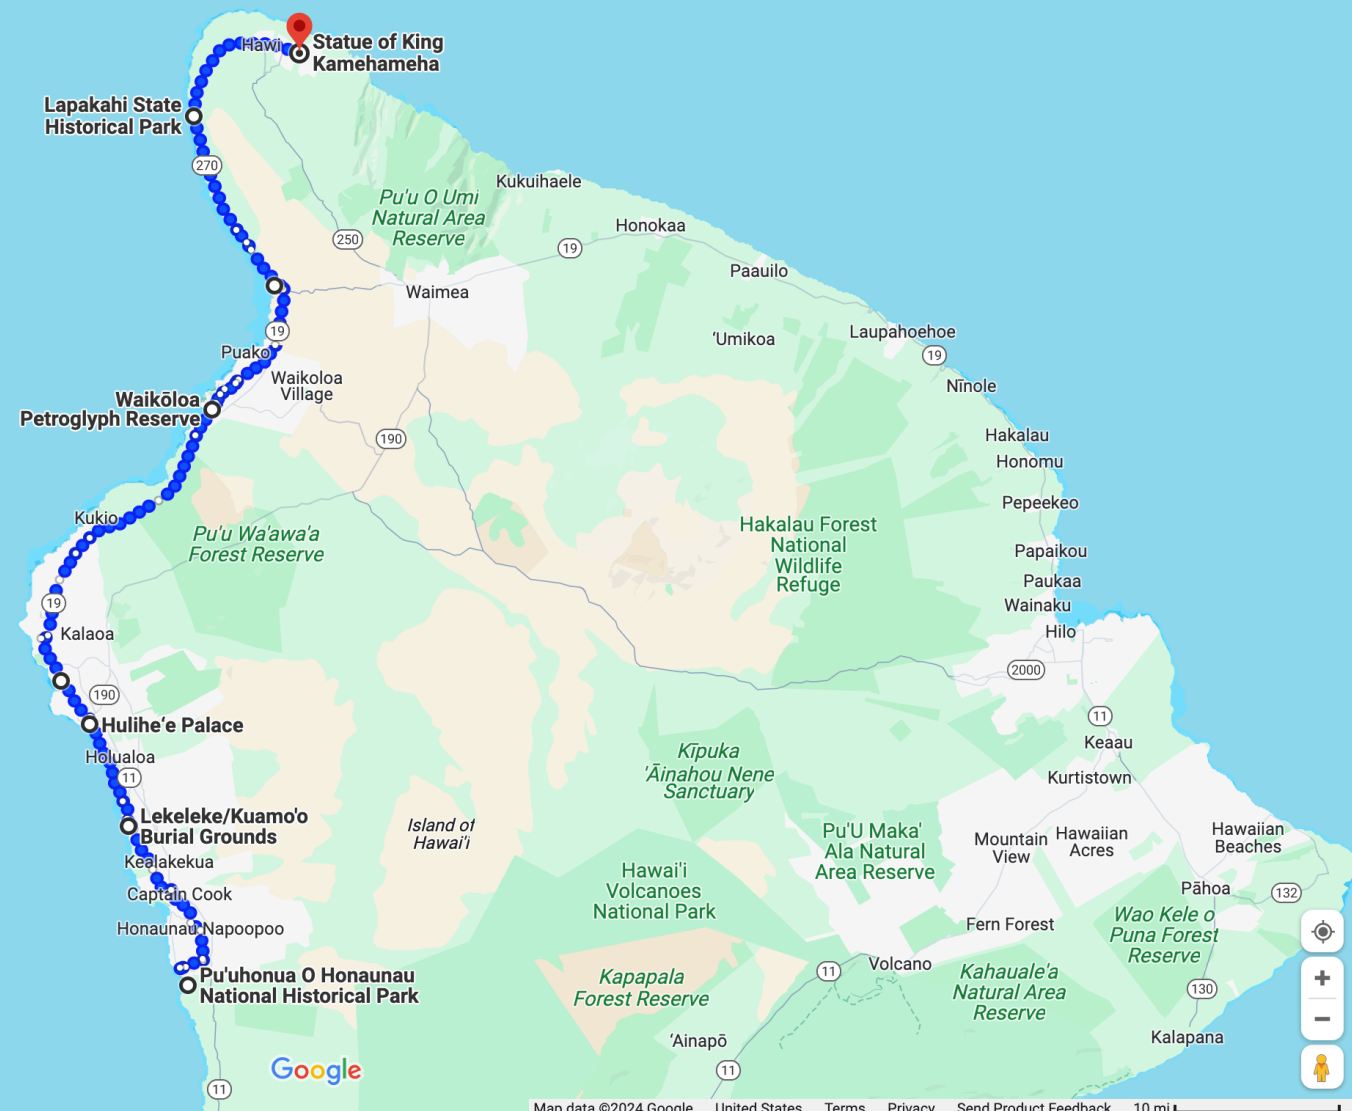 Hawi
Statue of King
Kamehameha
Lapakahi State
Historical Park
270
Kukuihaele
Pu'u O Umi
Natural Area
Reserve
Honokaa
250
19
Paauilo
Waimea
19
'Umikoa
Laupahoehoe
19
Puako
Waikoloa
Village
Nīnole
Waikōloa
Petroglyph Reserve
190
Hakalau
Honomu
Pepeekeo
Kukio
Pu'u Wa'awa'a
Forest Reserve
Hakalau Forest
National
Wildlife
Refuge
Papaikou
Paukaa
19
Wainaku
Kalaoa
Hilo
2000
190
11
Hulihe‘e Palace
Keaau
Holualoa
11
Kīpuka
'Āinahou Nene
Sanctuary
Kurtistown
Lekeleke/Kuamo'o
Burial Grounds
Island of
Hawai'i
Pu'U Maka'
Ala Natural
Area Reserve
Mountain
View
Hawaiian
Acres
Hawaiian
Beaches
Kealakekua
Captain Cook
Hawai'i
Volcanoes
National Park
Pāhoa
132
Honaunau-Napoopoo
Fern Forest
Wao Kele o
Puna Forest
Reserve
Pu'uhonua O Honaunau
National Historical Park
Kapapala
Forest Reserve
11
Volcano
Kahauale'a
Natural Area
Reserve
130
'Ainapō
Kalapana
Google
11
11
Map data ©2024 Google
United States
Terms
Privacy
Send Product Feedback
10 mi